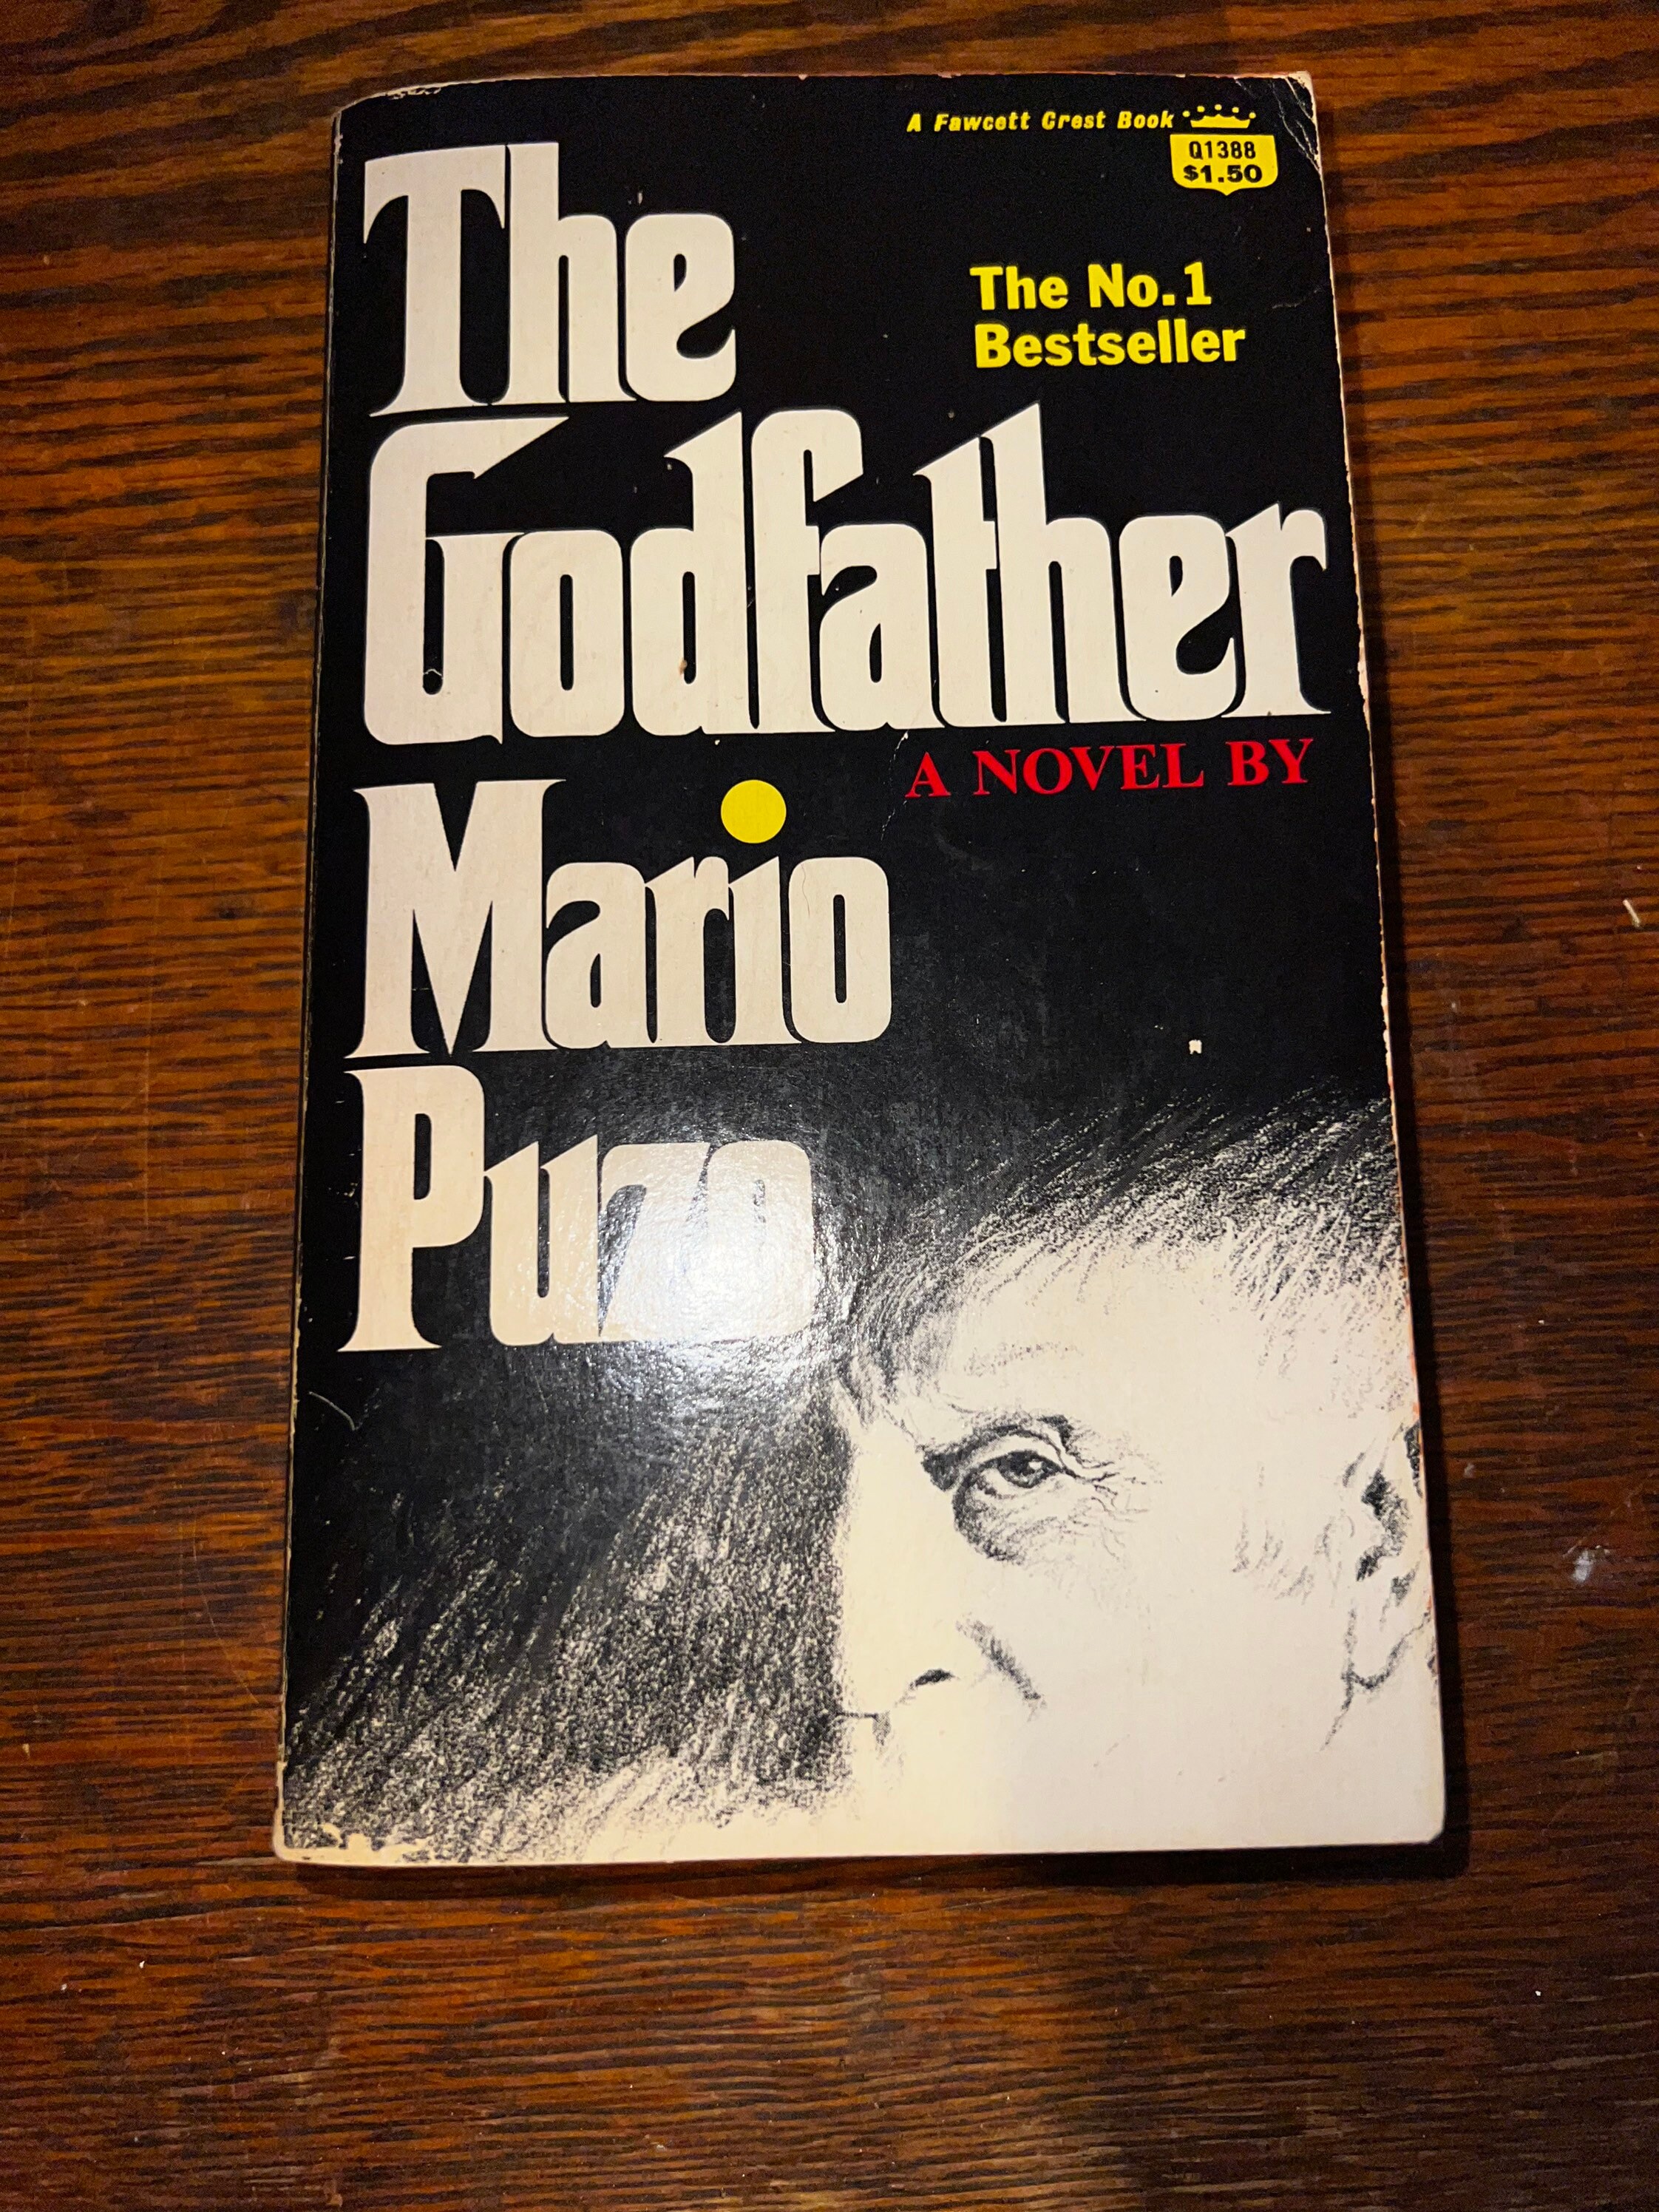 A Fawcett Crest Book
Q1388
$1.50
The
The No.1
Bestseller
Godfather
A NOVEL BY
Mario
Puzo